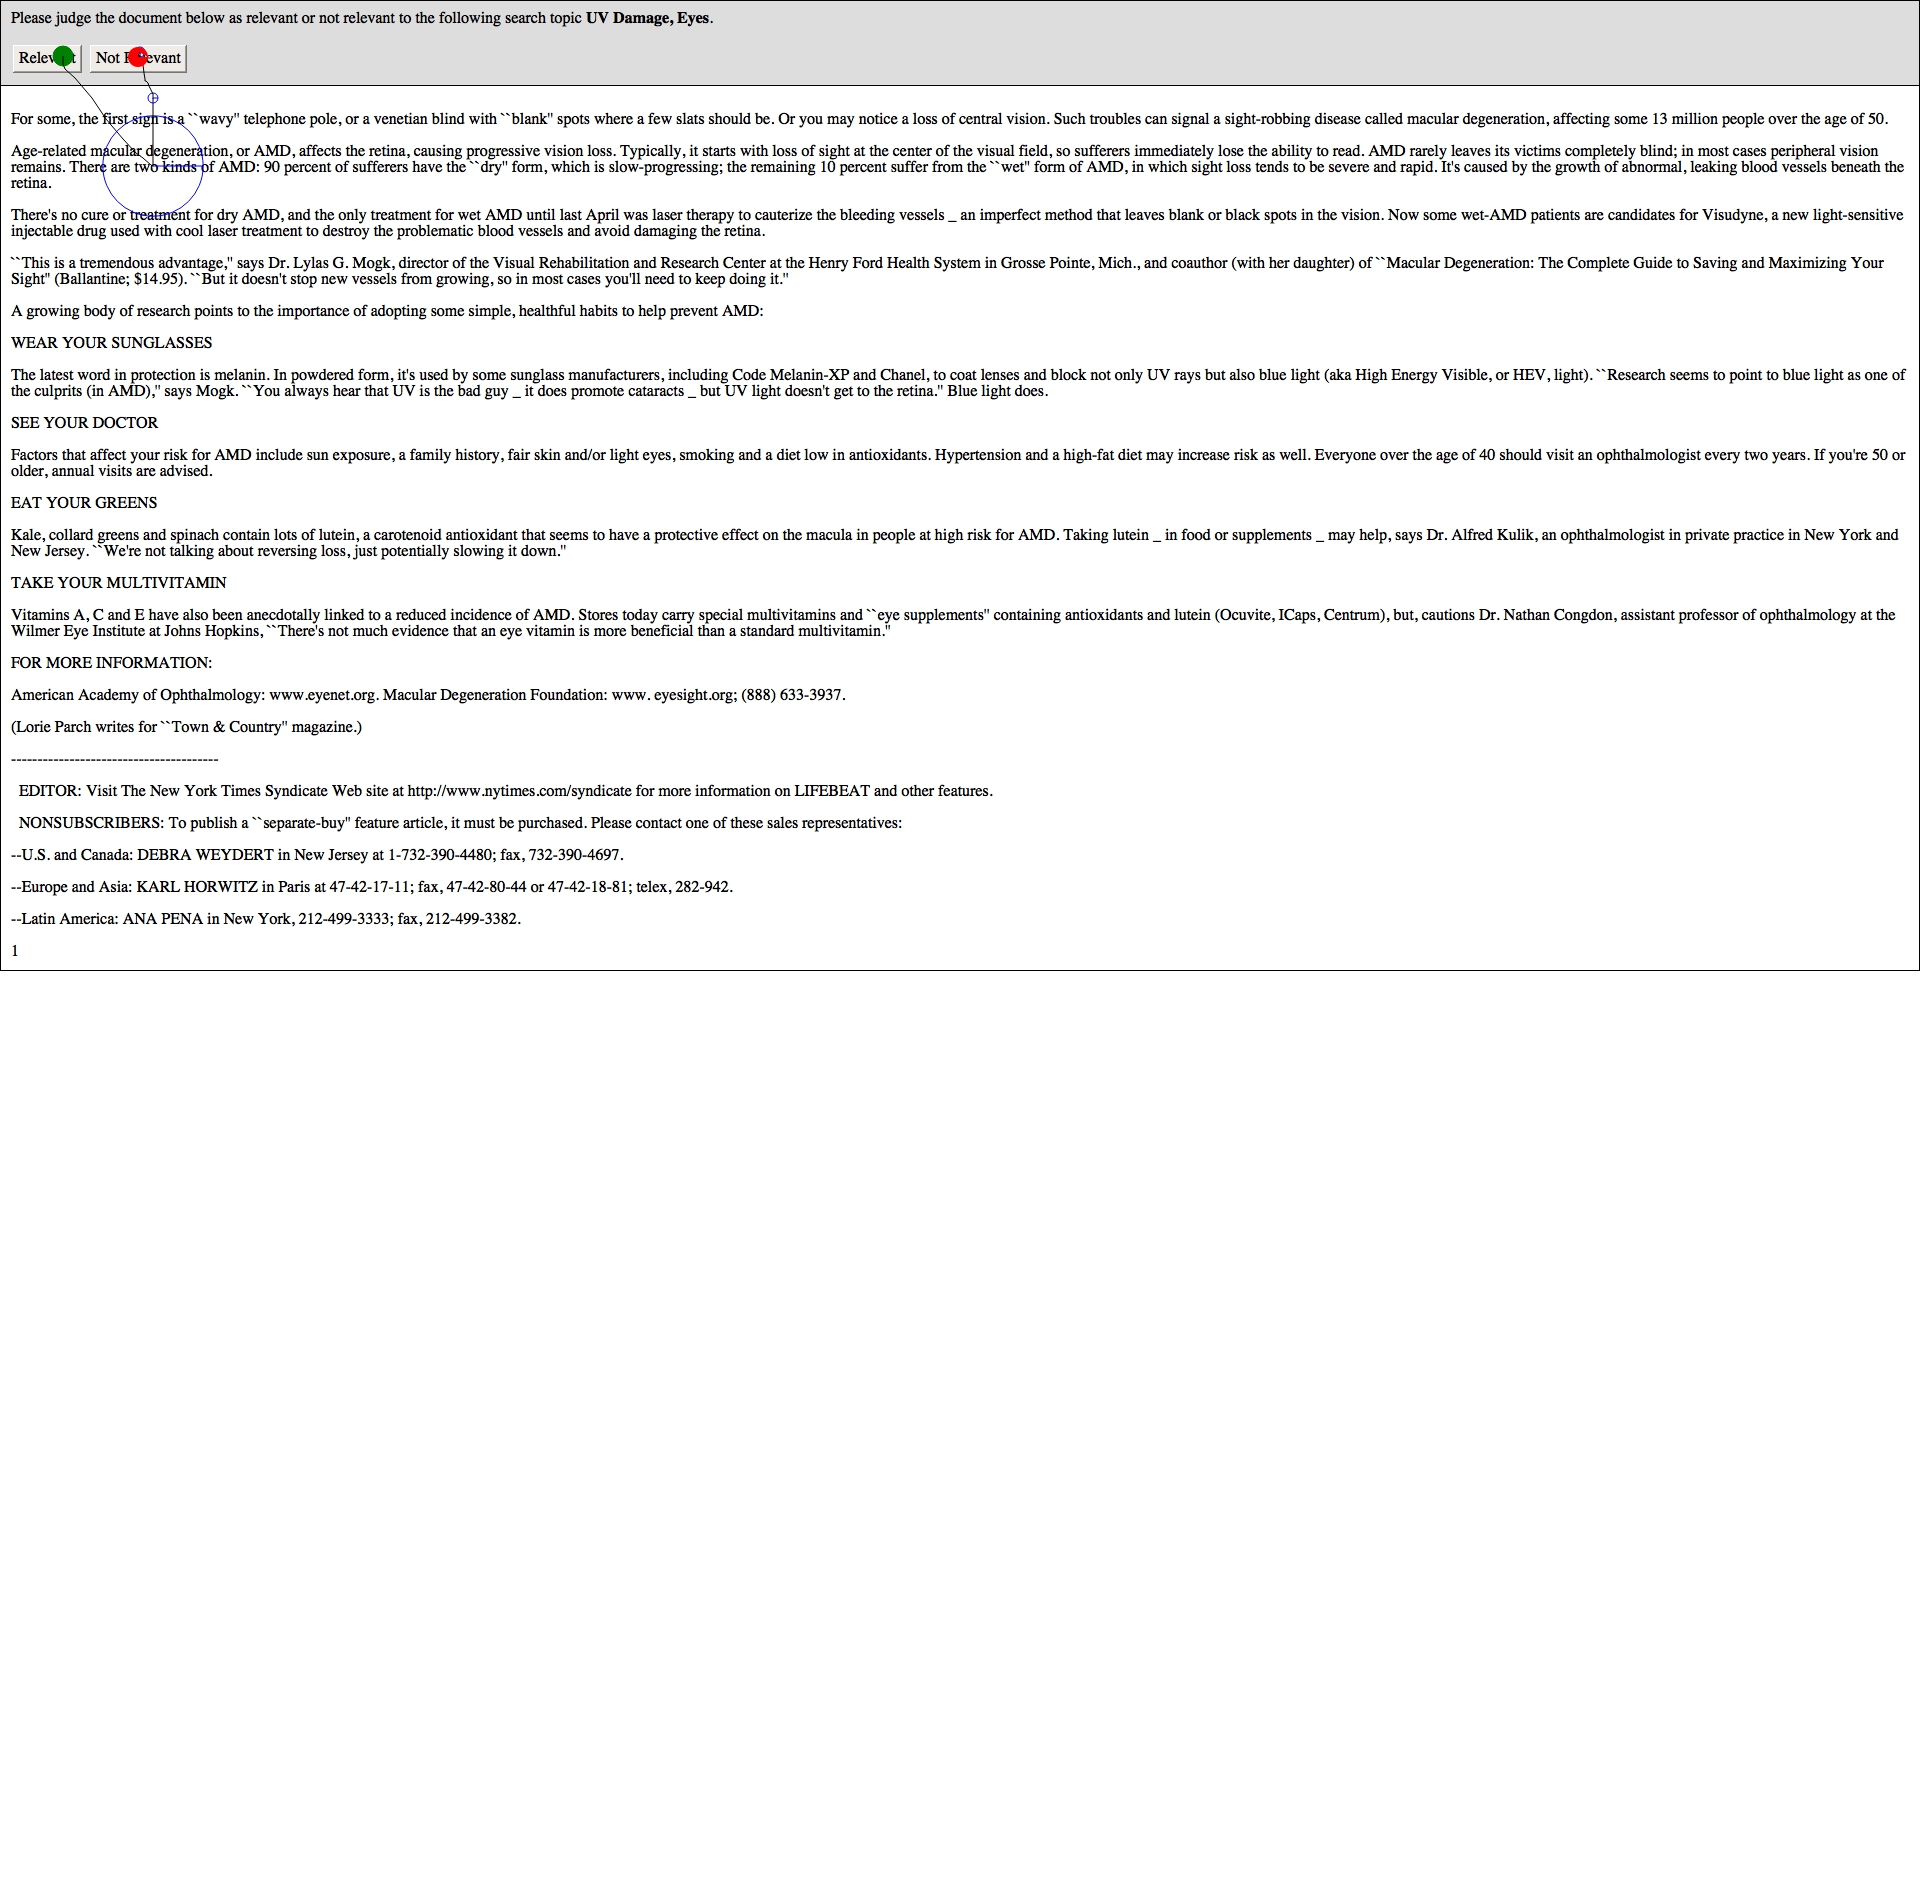 Please judge the document below as relevant or not relevant to the following search topic UV Damage, Eyes.
Relevant Not Relevant
For some, the first sign is a ``wavy'' telephone pole, or a venetian blind with ``blank'' spots where a few slats should be. Or you may notice a loss of central vision. Such troubles can signal a sight-robbing disease called macular degeneration, affecting some 13 million people over the age of 50.
Age-related macular degeneration, or AMD, affects the retina, causing progressive vision loss. Typically, it starts with loss of sight at the center of the visual field, so sufferers immediately lose the ability to read. AMD rarely leaves its victims completely blind; in most cases peripheral vision
remains. There are two kinds of AMD: 90 percent of sufferers have the ``dry'' form, which is slow-progressing; the remaining 10 percent suffer from the ``wet'' form of AMD, in which sight loss tends to be severe and rapid. It's caused by the growth of abnormal, leaking blood vessels beneath the
retina.
There's no cure or treatment for dry AMD, and the only treatment for wet AMD until last April was laser therapy to cauterize the bleeding vessels _ an imperfect method that leaves blank or black spots in the vision. Now some wet-AMD patients are candidates for Visudyne, a new light-sensitive
injectable drug used with cool laser treatment to destroy the problematic blood vessels and avoid damaging the retina.
``This is a tremendous advantage,'' says Dr. Lylas G. Mogk, director of the Visual Rehabilitation and Research Center at the Henry Ford Health System in Grosse Pointe, Mich., and coauthor (with her daughter) of ``Macular Degeneration: The Complete Guide to Saving and Maximizing Your
Sight'' (Ballantine; $14.95). ``But it doesn't stop new vessels from growing, so in most cases you'll need to keep doing it.''
A growing body of research points to the importance of adopting some simple, healthful habits to help prevent AMD:
WEAR YOUR SUNGLASSES
The latest word in protection is melanin. In powdered form, it's used by some sunglass manufacturers, including Code Melanin-XP and Chanel, to coat lenses and block not only UV rays but also blue light (aka High Energy Visible, or HEV, light). ``Research seems to point to blue light as one of
the culprits (in AMD),'' says Mogk. ``You always hear that UV is the bad guy _ it does promote cataracts _ but UV light doesn't get to the retina.'' Blue light does.
SEE YOUR DOCTOR
Factors that affect your risk for AMD include sun exposure, a family history, fair skin and/or light eyes, smoking and a diet low in antioxidants. Hypertension and a high-fat diet may increase risk as well. Everyone over the age of 40 should visit an ophthalmologist every two years. If you're 50 or
older, annual visits are advised.
EAT YOUR GREENS
Kale, collard greens and spinach contain lots of lutein, a carotenoid antioxidant that seems to have a protective effect on the macula in people at high risk for AMD. Taking lutein _ in food or supplements _ may help, says Dr. Alfred Kulik, an ophthalmologist in private practice in New York and
New Jersey. ``We're not talking about reversing loss, just potentially slowing it down.''
TAKE YOUR MULTIVITAMIN
Vitamins A, C and E have also been anecdotally linked to a reduced incidence of AMD. Stores today carry special multivitamins and ``eye supplements'' containing antioxidants and lutein (Ocuvite, ICaps, Centrum), but, cautions Dr. Nathan Congdon, assistant professor of ophthalmology at the
Wilmer Eye Institute at Johns Hopkins, ``There's not much evidence that an eye vitamin is more beneficial than a standard multivitamin.''
FOR MORE INFORMATION:
American Academy of Ophthalmology: www.eyenet.org. Macular Degeneration Foundation: www. eyesight.org; (888) 633-3937.
(Lorie Parch writes for ``Town & Country'' magazine.)
---------------------------------------
EDITOR: Visit The New York Times Syndicate Web site at http://www.nytimes.com/syndicate for more information on LIFEBEAT and other features.
NONSUBSCRIBERS: To publish a ``separate-buy'' feature article, it must be purchased. Please contact one of these sales representatives:
--U.S. and Canada: DEBRA WEYDERT in New Jersey at 1-732-390-4480; fax, 732-390-4697.
--Europe and Asia: KARL HORWITZ in Paris at 47-42-17-11; fax, 47-42-80-44 or 47-42-18-81; telex, 282-942.
--Latin America: ANA PENA in New York, 212-499-3333; fax, 212-499-3382.
1